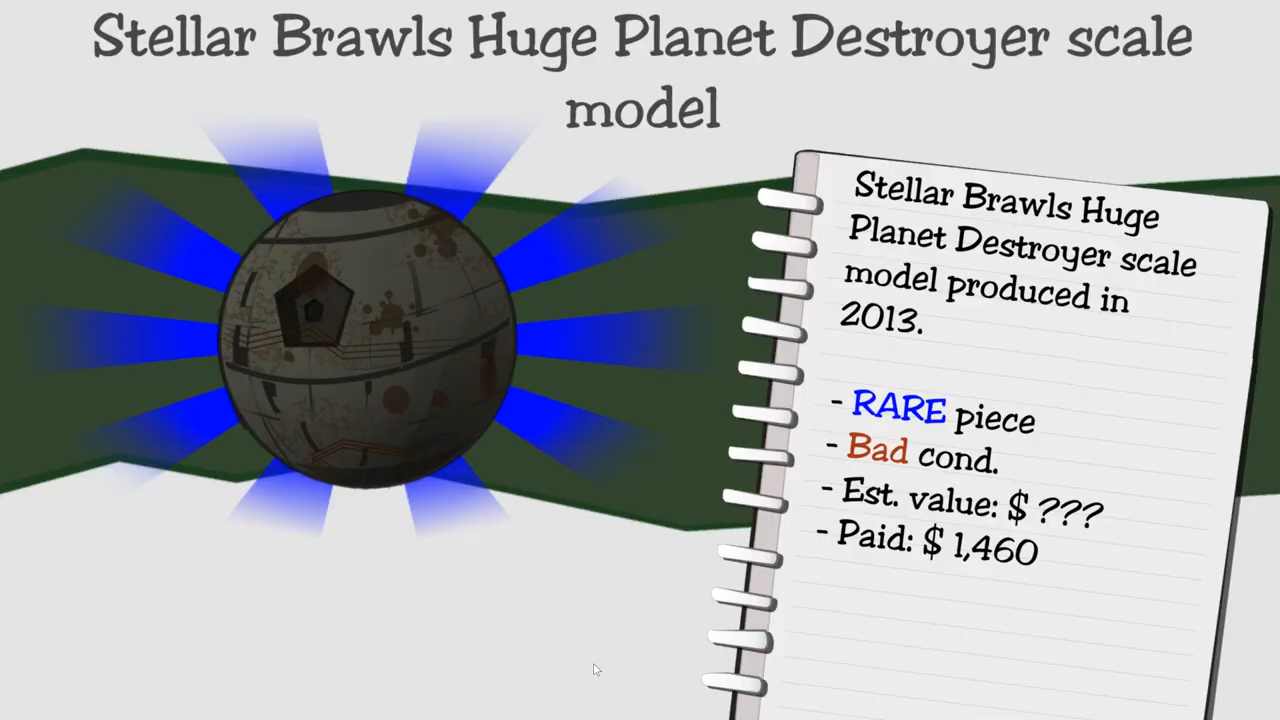 Stellar Brawls Huge Planet Destroyer scale
model
Stellar Brawls Huge
Planet Destroyer scale
model produced in
2013.
- RARE piece
- Bad cond.
- Est. value: $ ???
- Paid: $ 1,460